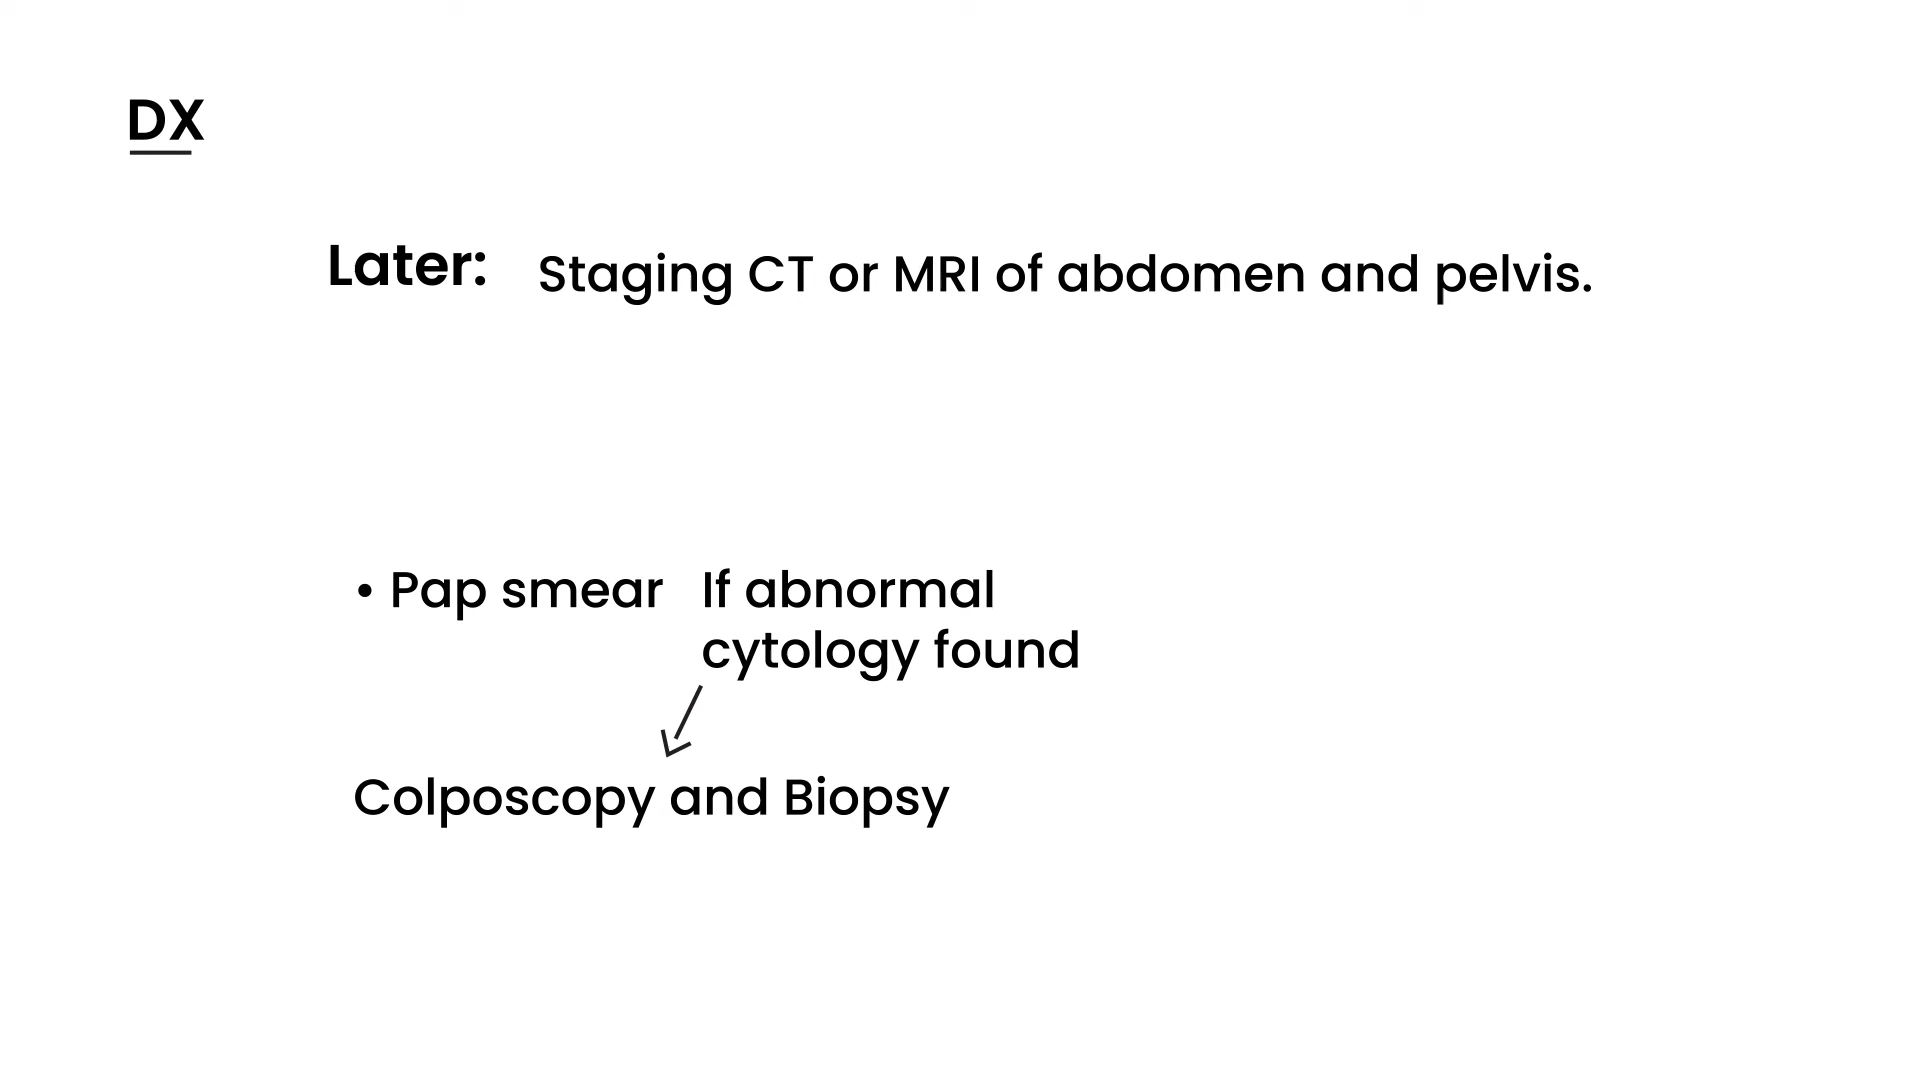 DX
Later: Staging CT or MRI of abdomen and pelvis.
• Pap smear If abnormal
cytology found
Colposcopy and Biopsy